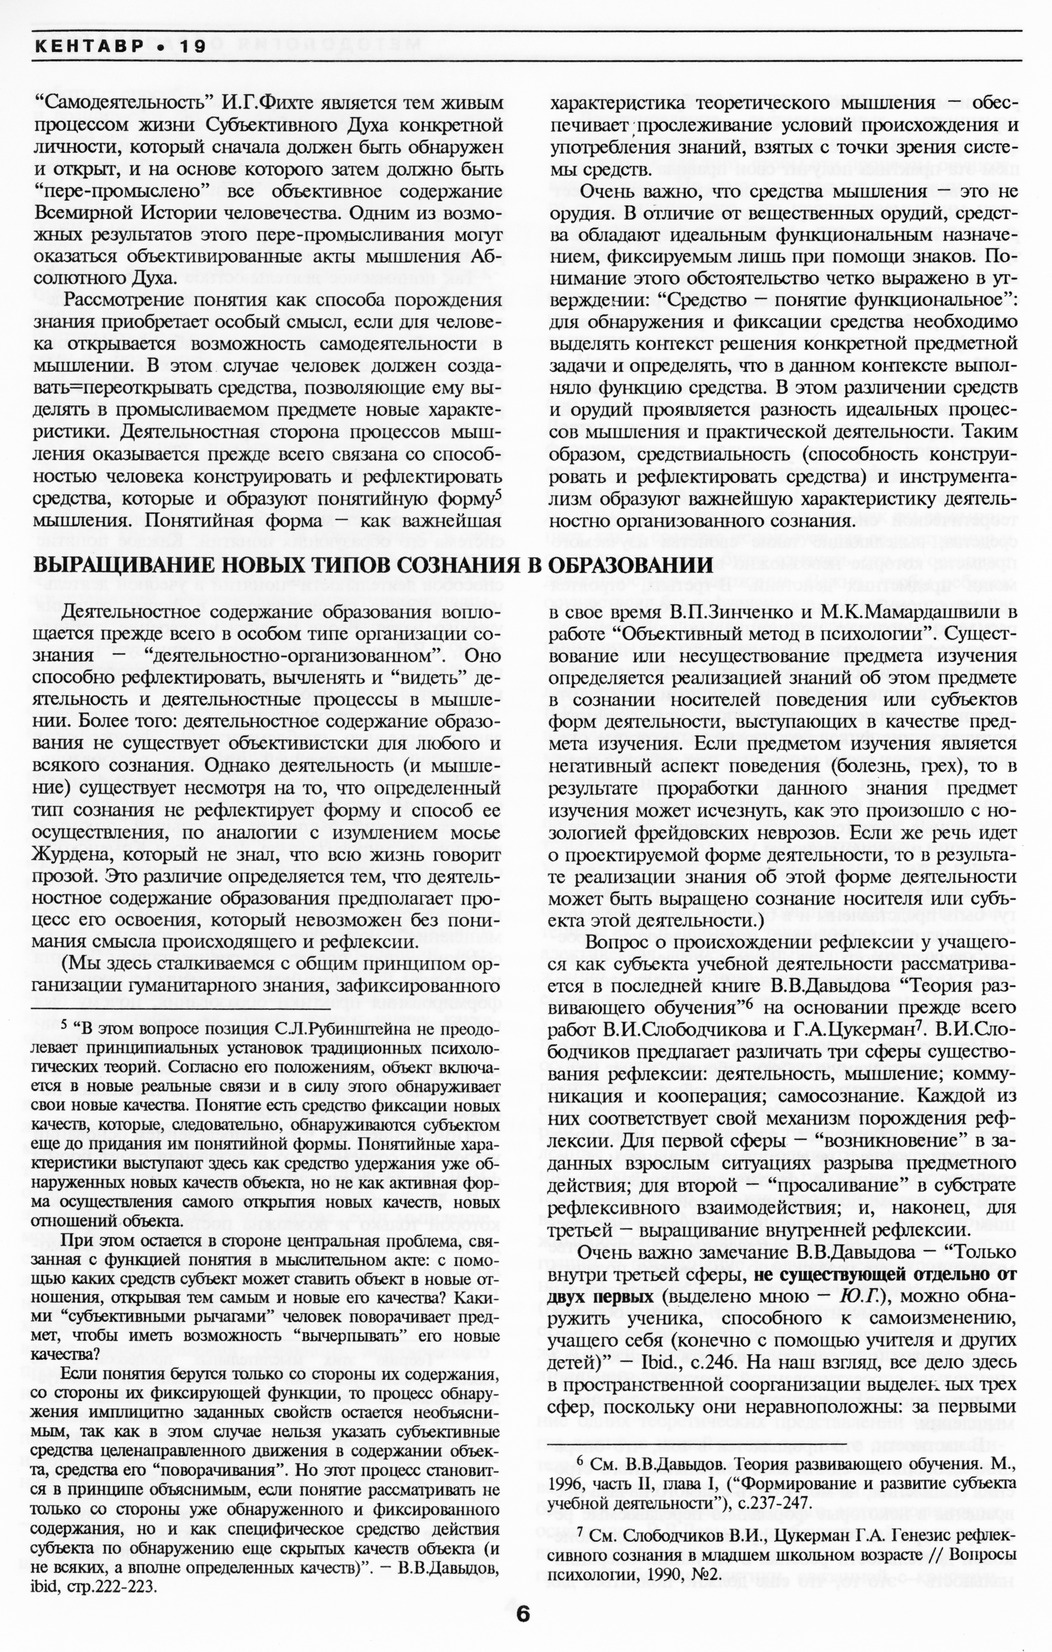 КЕНТАВР • 19
“Самодеятельность” И.Г.Фихте является тем живым
процессом жизни Субъективного Духа конкретной
личности, который сначала должен быть обнаружен
и открыт, и на основе которого затем должно быть
“пере-промыслено” все объективное содержание
Всемирной Истории человечества. Одним из возмо-
жных результатов этого пере-промысливания могут
оказаться объективированные акты мышления Аб-
солютного Духа.
Рассмотрение понятия как способа порождения
знания приобретает особый смысл, если для челове-
ка открывается возможность самодеятельности в
мышлении. В этом случае человек должен созда-
вать=переоткрывать средства, позволяющие ему вы-
делять в промысливаемом предмете новые характе-
ристики. Деятельностная сторона процессов мыш-
ления оказывается прежде всего связана со способ-
ностью человека конструировать и рефлектировать
средства, которые и образуют понятийную форму⁵
мышления. Понятийная форма — как важнейшая
характеристика теоретического мышления — обес-
печивает прослеживание условий происхождения и
употребления знаний, взятых с точки зрения систе-
мы средств.
Очень важно, что средства мышления — это не
орудия. В отличие от вещественных орудий, средст-
ва обладают идеальным функциональным назначе-
нием, фиксируемым лишь при помощи знаков. По-
нимание этого обстоятельство четко выражено в ут-
верждении: “Средство — понятие функциональное”:
для обнаружения и фиксации средства необходимо
выделять контекст решения конкретной предметной
задачи и определять, что в данном контексте выпол-
няло функцию средства. В этом различении средств
и орудий проявляется разность идеальных процес-
сов мышления и практической деятельности. Таким
образом, средствиальность (способность конструи-
ровать и рефлектировать средства) и инструмента-
лизм образуют важнейшую характеристику деятель-
ностно организованного сознания.
ВЫРАЩИВАНИЕ НОВЫХ ТИПОВ СОЗНАНИЯ В ОБРАЗОВАНИИ
Деятельностное содержание образования вопло-
щается прежде всего в особом типе организации со-
знания — “деятельностно-организованном”. Оно
способно рефлектировать, вычленять и “видеть” де-
ятельность и деятельностные процессы в мышле-
нии. Более того: деятельностное содержание образо-
вания не существует объективистски для любого и
всякого сознания. Однако деятельность (и мышле-
ние) существует несмотря на то, что определенный
тип сознания не рефлектирует форму и способ ее
осуществления, по аналогии с изумлением мосье
Журдена, который не знал, что всю жизнь говорит
прозой. Это различие определяется тем, что деятель-
ностное содержание образования предполагает про-
цесс его освоения, который невозможен без пони-
мания смысла происходящего и рефлексии.
(Мы здесь сталкиваемся с общим принципом ор-
ганизации гуманитарного знания, зафиксированного
⁵ “В этом вопросе позиция С.Л.Рубинштейна не преодо-
левает принципиальных установок традиционных психоло-
гических теорий. Согласно его положениям, объект включа-
ется в новые реальные связи и в силу этого обнаруживает
свои новые качества. Понятие есть средство фиксации новых
качеств, которые, следовательно, обнаруживаются субъектом
еще до придания им понятийной формы. Понятийные хара-
ктеристики выступают здесь как средство удержания уже об-
наруженных новых качеств объекта, но не как активная фор-
ма осуществления самого открытия новых качеств, новых
отношений объекта.
При этом остается в стороне центральная проблема, свя-
занная с функцией понятия в мыслительном акте: с помо-
щью каких средств субъект может ставить объект в новые от-
ношения, открывая тем самым и новые его качества? Каки-
ми “субъективными рычагами” человек поворачивает пред-
мет, чтобы иметь возможность “вычерпывать” его новые
качества?
Если понятия берутся только со стороны их содержания,
со стороны их фиксирующей функции, то процесс обнару-
жения имплицитно заданных свойств остается необъясни-
мым, так как в этом случае нельзя указать субъективные
средства целенаправленного движения в содержании объек-
та, средства его “поворачивания”. Но этот процесс становит-
ся в принципе объяснимым, если понятие рассматривать не
только со стороны уже обнаруженного и фиксированного
содержания, но и как специфическое средство действия
субъекта по обнаружению еще скрытых качеств объекта (и
не всяких, а вполне определенных качеств)”. — В.В.Давыдов,
ibid, стр.222-223.
в свое время В.П.Зинченко и М.К.Мамардашвили в
работе “Объективный метод в психологии”. Сущест-
вование или несуществование предмета изучения
определяется реализацией знаний об этом предмете
в сознании носителей поведения или субъектов
форм деятельности, выступающих в качестве пред-
мета изучения. Если предметом изучения является
негативный аспект поведения (болезнь, грех), то в
результате проработки данного знания предмет
изучения может исчезнуть, как это произошло с но-
зологией фрейдовских неврозов. Если же речь идет
о проектируемой форме деятельности, то в результа-
те реализации знания об этой форме деятельности
может быть выращено сознание носителя или субъ-
екта этой деятельности.)
Вопрос о происхождении рефлексии у учащего-
ся как субъекта учебной деятельности рассматрива-
ется в последней книге В.В.Давыдова “Теория раз-
вивающего обучения”⁶ на основании прежде всего
работ В.И.Слободчикова и Г.А.Цукерман⁷. В.И.Сло-
бодчиков предлагает различать три сферы существо-
вания рефлексии: деятельность, мышление; комму-
никация и кооперация; самосознание. Каждой из
них соответствует свой механизм порождения реф-
лексии. Для первой сферы — “возникновение” в за-
данных взрослым ситуациях разрыва предметного
действия; для второй — “просаливание” в субстрате
рефлексивного взаимодействия; и, наконец, для
третьей — выращивание внутренней рефлексии.
Очень важно замечание В.В.Давыдова — “Только
внутри третьей сферы, не существующей отдельно от
двух первых (выделено мною — Ю.Г.), можно обна-
ружить ученика, способного к самоизменению,
учащего себя (конечно с помощью учителя и других
детей)” — Ibid., с.246. На наш взгляд, все дело здесь
в пространственной соорганизации выделенных трех
сфер, поскольку они неравноположны: за первыми
⁶ См. В.В.Давыдов. Теория развивающего обучения. М.,
1996, часть II, глава I, (“Формирование и развитие субъекта
учебной деятельности”), с.237-247.
⁷ См. Слободчиков В.И., Цукерман Г.А. Генезис рефлек-
сивного сознания в младшем школьном возрасте // Вопросы
психологии, 1990, №2.
6